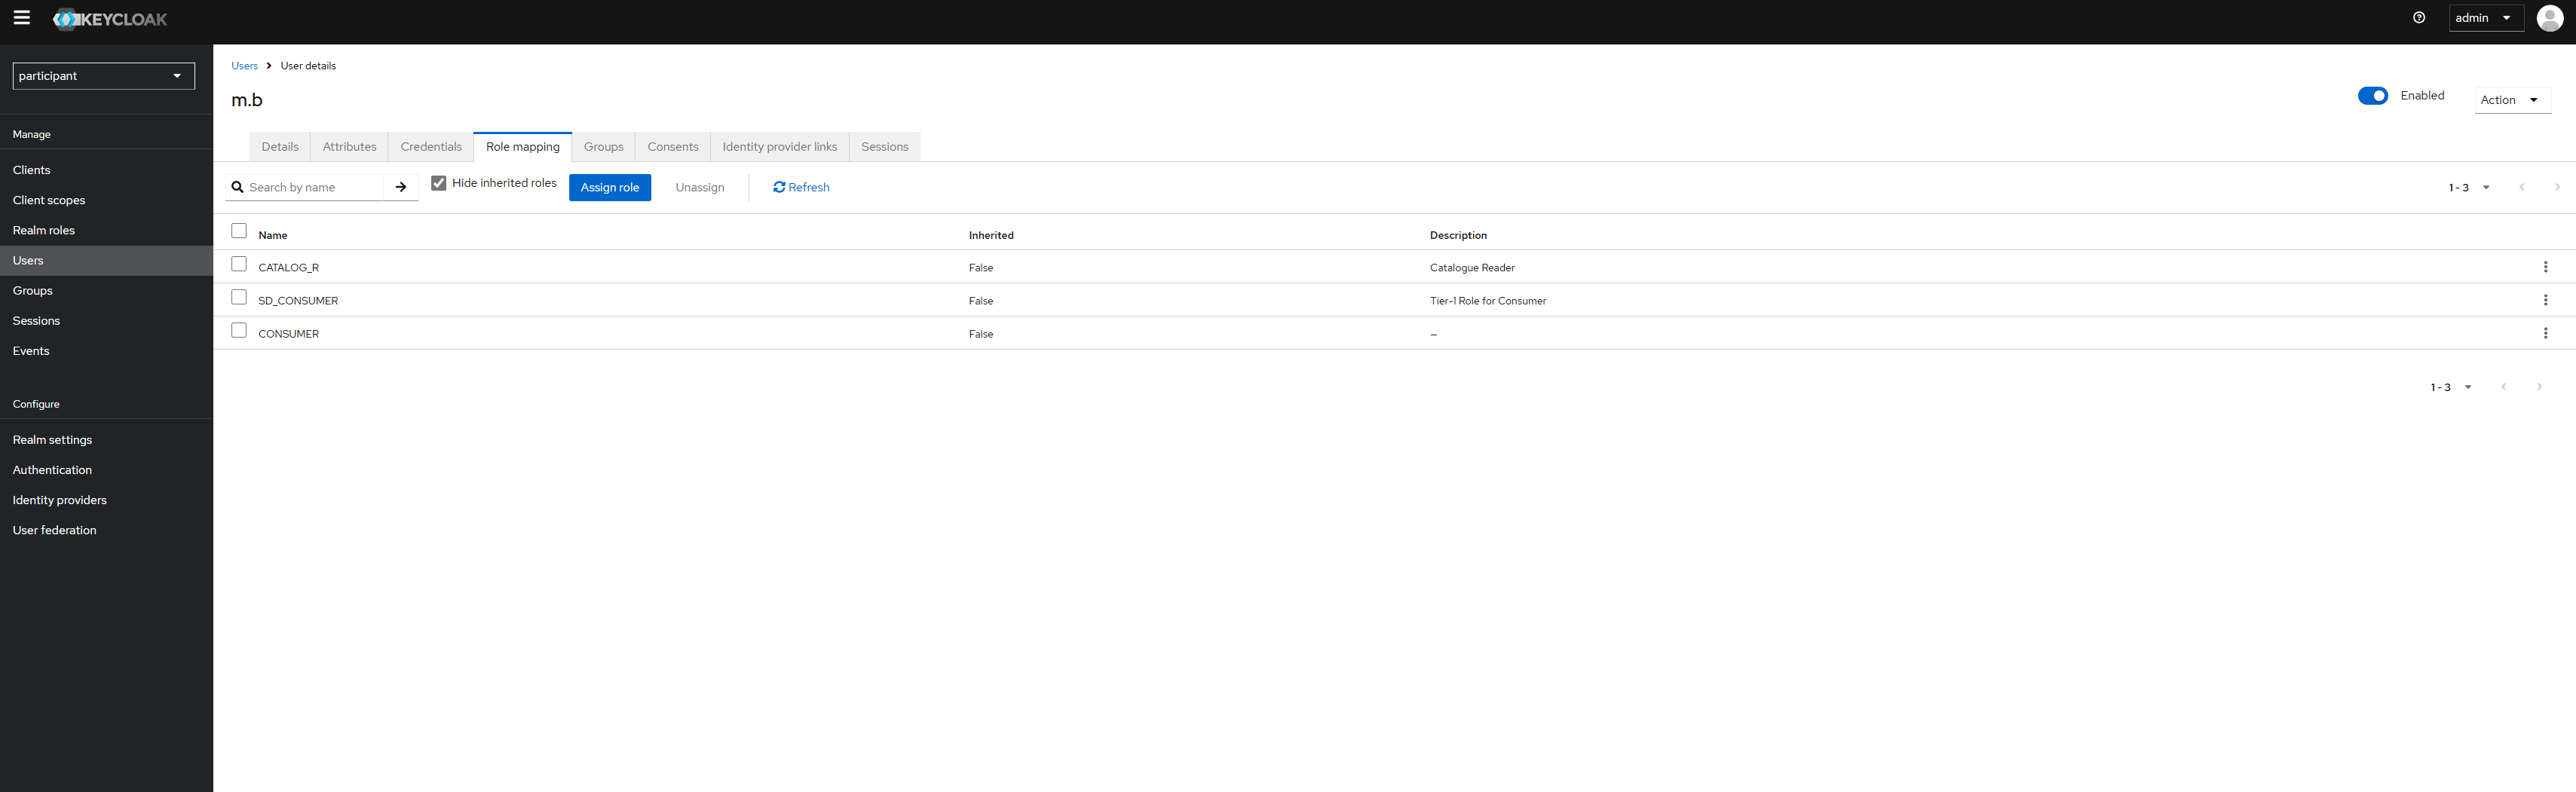 KEYCLOAK
admin
participant
Manage
Clients
Client scopes
Realm roles
Users
Groups
Sessions
Events
Configure
Realm settings
Authentication
Identity providers
User federation
Users User details
m.b
Enabled
Action
Details Attributes Credentials Role mapping Groups Consents Identity provider links Sessions
Search by name Hide inherited roles Assign role Unassign Refresh 1 - 3
Name Inherited Description
CATALOG_R False Catalogue Reader
SD_CONSUMER False Tier-1 Role for Consumer
CONSUMER False —
1 - 3